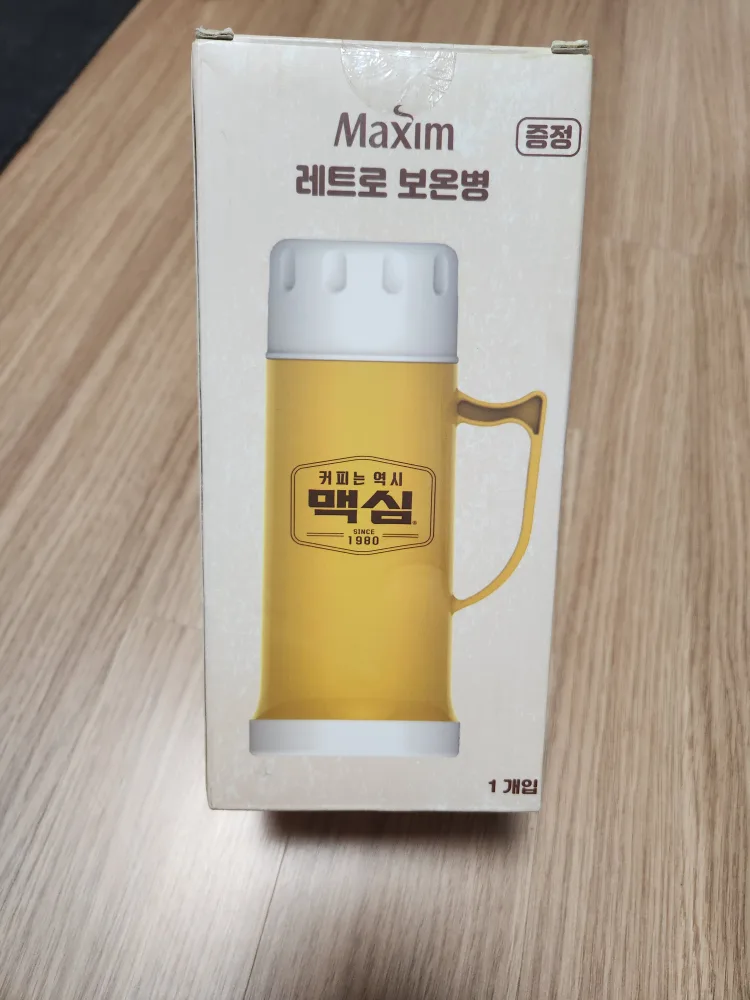 Maxim
증정
레트로 보온병
커피는 역시
맥심®
SINCE
1980
1 개입